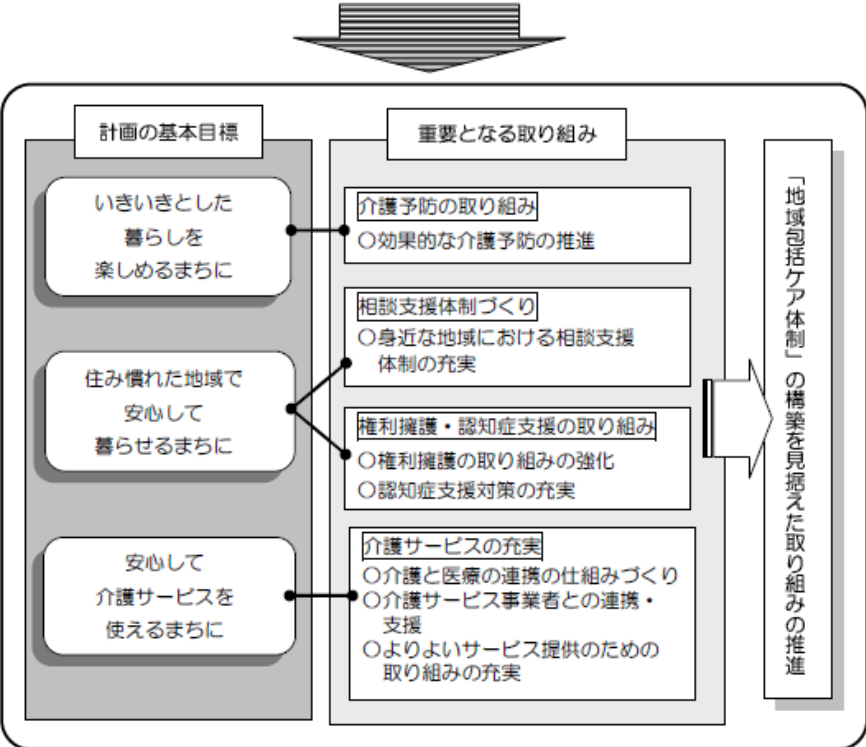 計画の基本目標
いきいきとした
暮らしを
楽しめるまちに
住み慣れた地域で
安心して
暮らせるまちに
安心して
介護サービスを
使えるまちに
重要となる取り組み
介護予防の取り組み
○効果的な介護予防の推進
相談支援体制づくり
○身近な地域における相談支援
体制の充実
権利擁護・認知症支援の取り組み
○権利擁護の取り組みの強化
○認知症支援対策の充実
介護サービスの充実
○介護と医療の連携の仕組みづくり
○介護サービス事業者との連携・
支援
○よりよいサービス提供のための
取り組みの充実
「地域包括ケア体制」の構築を見据えた取り組みの推進